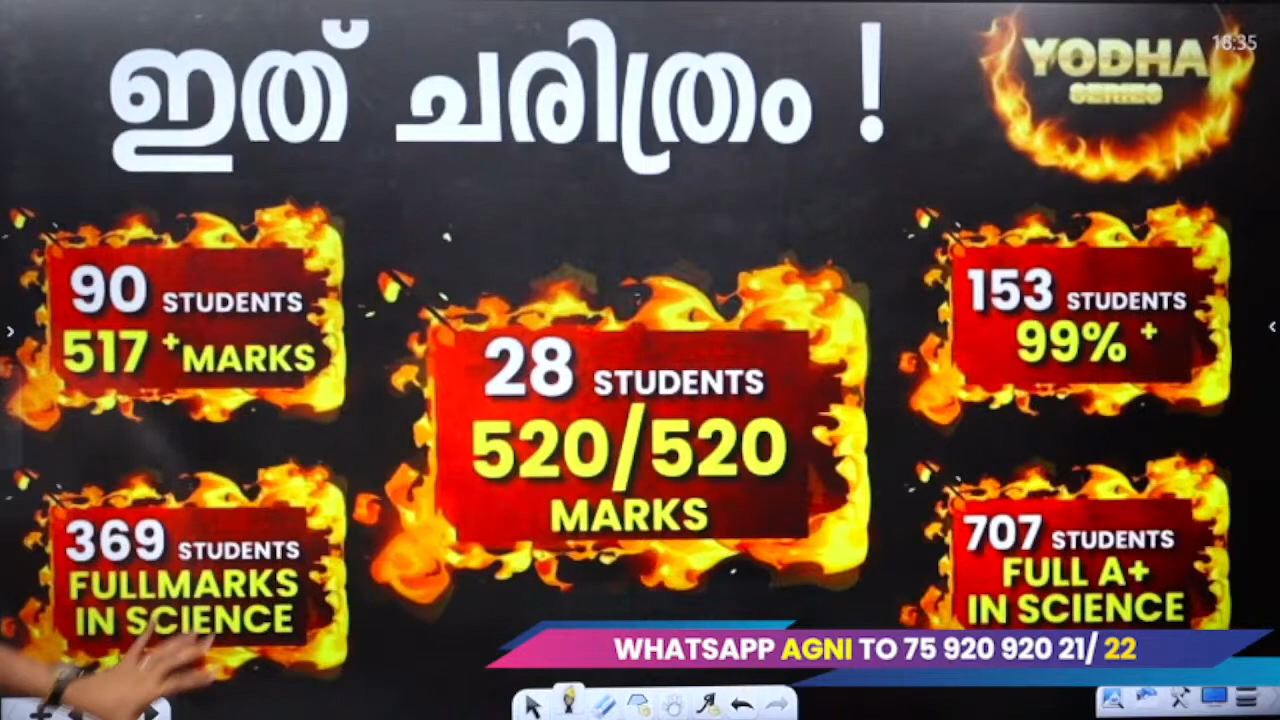 ഇത് ചരിത്രം !
YODHA
SERIES
18:35
90 STUDENTS
517 + MARKS
28 STUDENTS
520/520
MARKS
153 STUDENTS
99% +
369 STUDENTS
FULLMARKS
IN SCIENCE
707 STUDENTS
FULL A+
IN SCIENCE
WHATSAPP AGNI TO 75 920 920 21/ 22